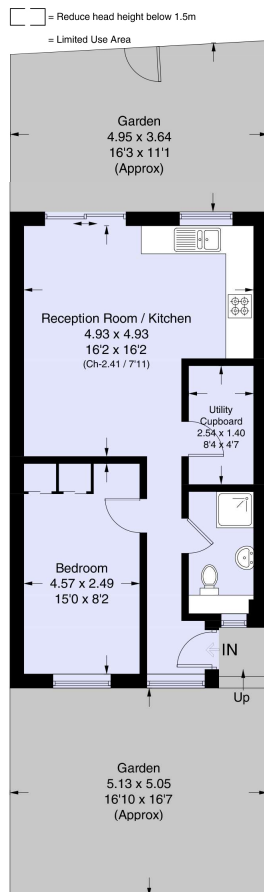 = Reduce head height below 1.5m
= Limited Use Area
Garden
4.95 x 3.64
16'3 x 11'1
(Approx)
Reception Room / Kitchen
4.93 x 4.93
16'2 x 16'2
(Ch-2.41 / 7'11)
Utility
Cupboard
2.54 x 1.40
8'4 x 4'7
Bedroom
4.57 x 2.49
15'0 x 8'2
IN
Up
Garden
5.13 x 5.05
16'10 x 16'7
(Approx)